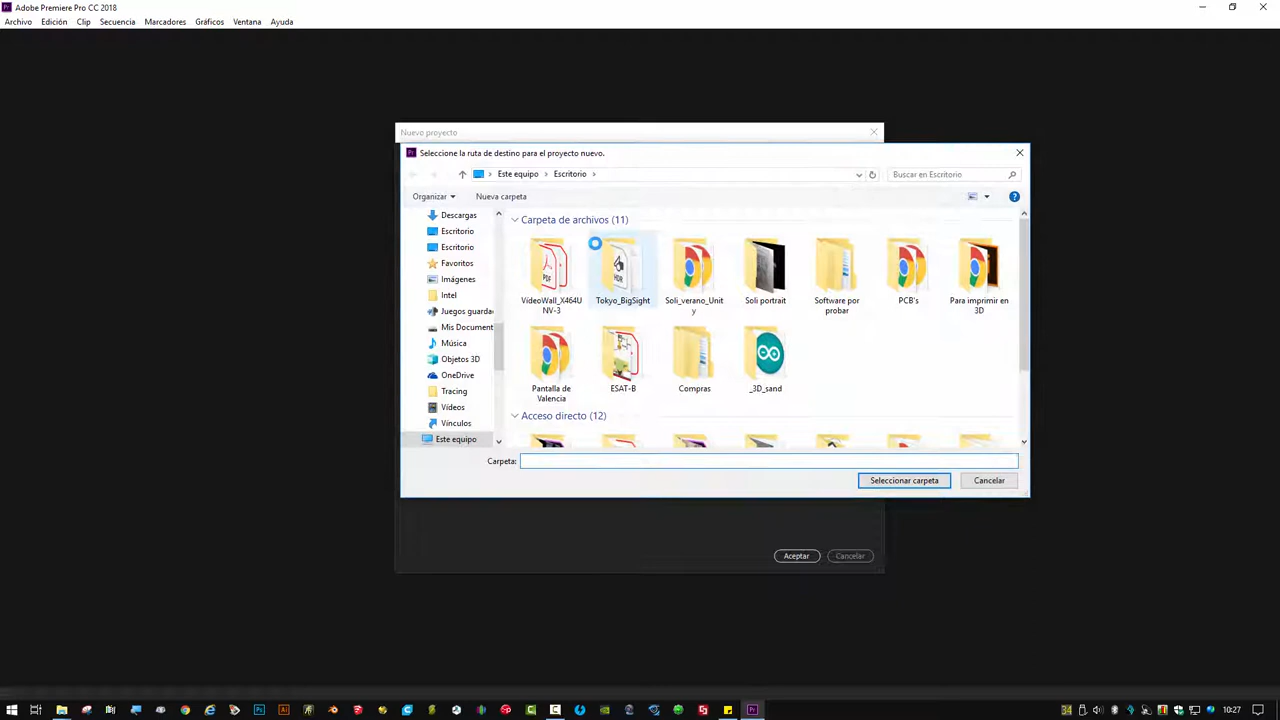 Adobe Premiere Pro CC 2018
Archivo Edición Clip Secuencia Marcadores Gráficos Ventana Ayuda
Nuevo proyecto
Seleccione la ruta de destino para el proyecto nuevo.
Este equipo > Escritorio >
Buscar en Escritorio
Organizar Nueva carpeta
Descargas
Escritorio
Escritorio
Favoritos
Imágenes
Intel
Juegos guarda
Mis Document
Música
Objetos 3D
OneDrive
Tracing
Vídeos
Vínculos
Este equipo
Carpeta de archivos (11)
PDF
HDR
VideoWall_X464U
NV-3
Tokyo_BigSight
Soli_verano_Unit
y
Soli portrait
Software por
probar
PCB's
Para imprimir en
3D
Pantalla de
Valencia
ESAT-B
Compras
_3D_sand
Acceso directo (12)
Carpeta:
Seleccionar carpeta Cancelar
Aceptar Cancelar
10:27